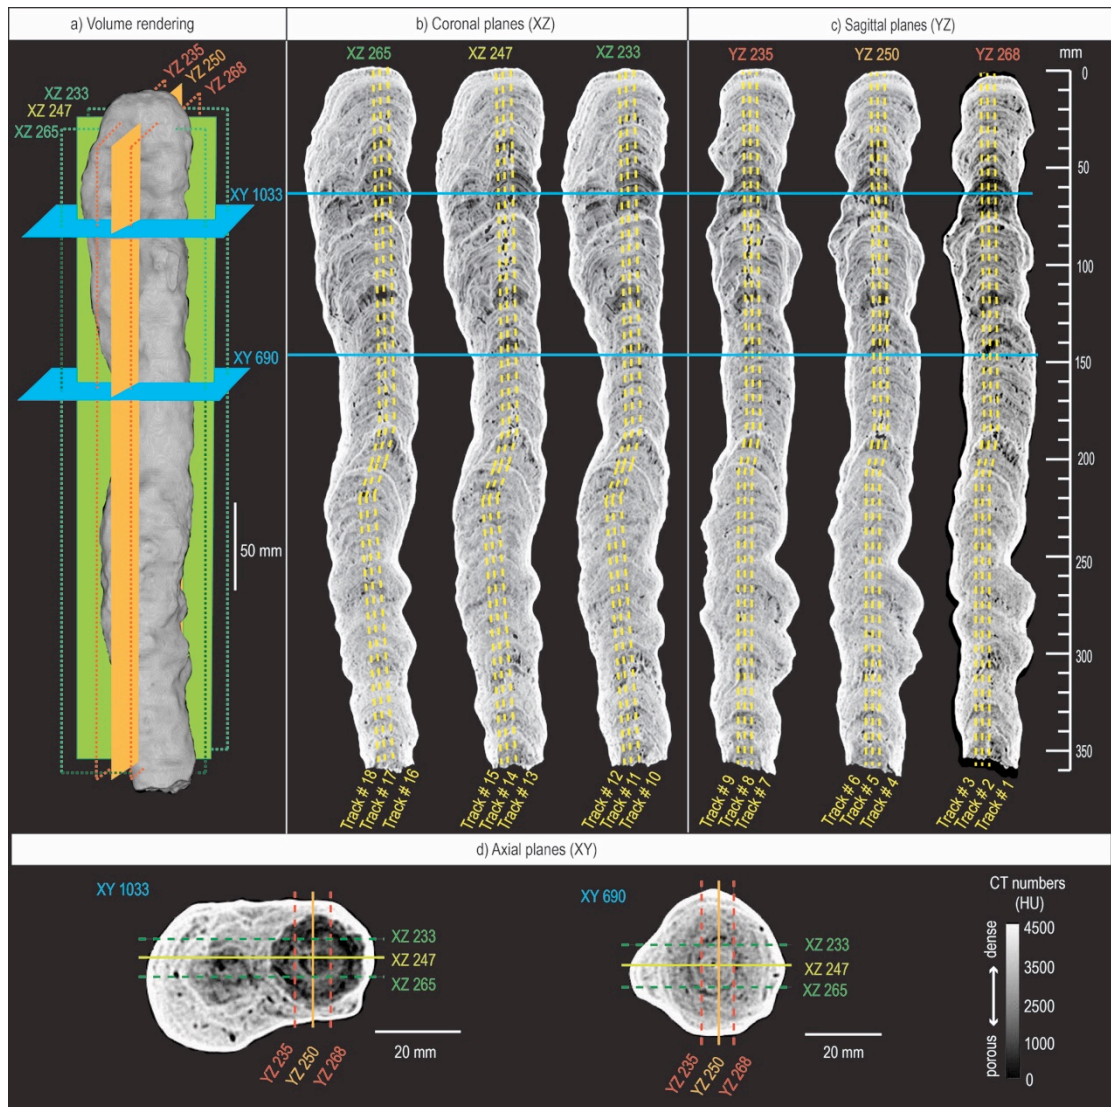 a) Volume rendering
b) Coronal planes (XZ)
c) Sagittal planes (YZ)
YZ 235
YZ 250
YZ 268
XZ 233
XZ 247
XZ 265
XY 1033
XY 690
50 mm
XZ 265
XZ 247
XZ 233
YZ 235
YZ 250
YZ 268
mm
0
50
100
150
200
250
300
350
Track # 18
Track # 17
Track # 16
Track # 15
Track # 14
Track # 13
Track # 12
Track # 11
Track # 10
Track # 9
Track # 8
Track # 7
Track # 6
Track # 5
Track # 4
Track # 3
Track # 2
Track # 1
d) Axial planes (XY)
XY 1033
XZ 233
XZ 247
XZ 265
YZ 235
YZ 250
YZ 268
20 mm
XY 690
XZ 233
XZ 247
XZ 265
YZ 235
YZ 250
YZ 268
20 mm
CT numbers
(HU)
porous
dense
4500
3500
2500
1000
0